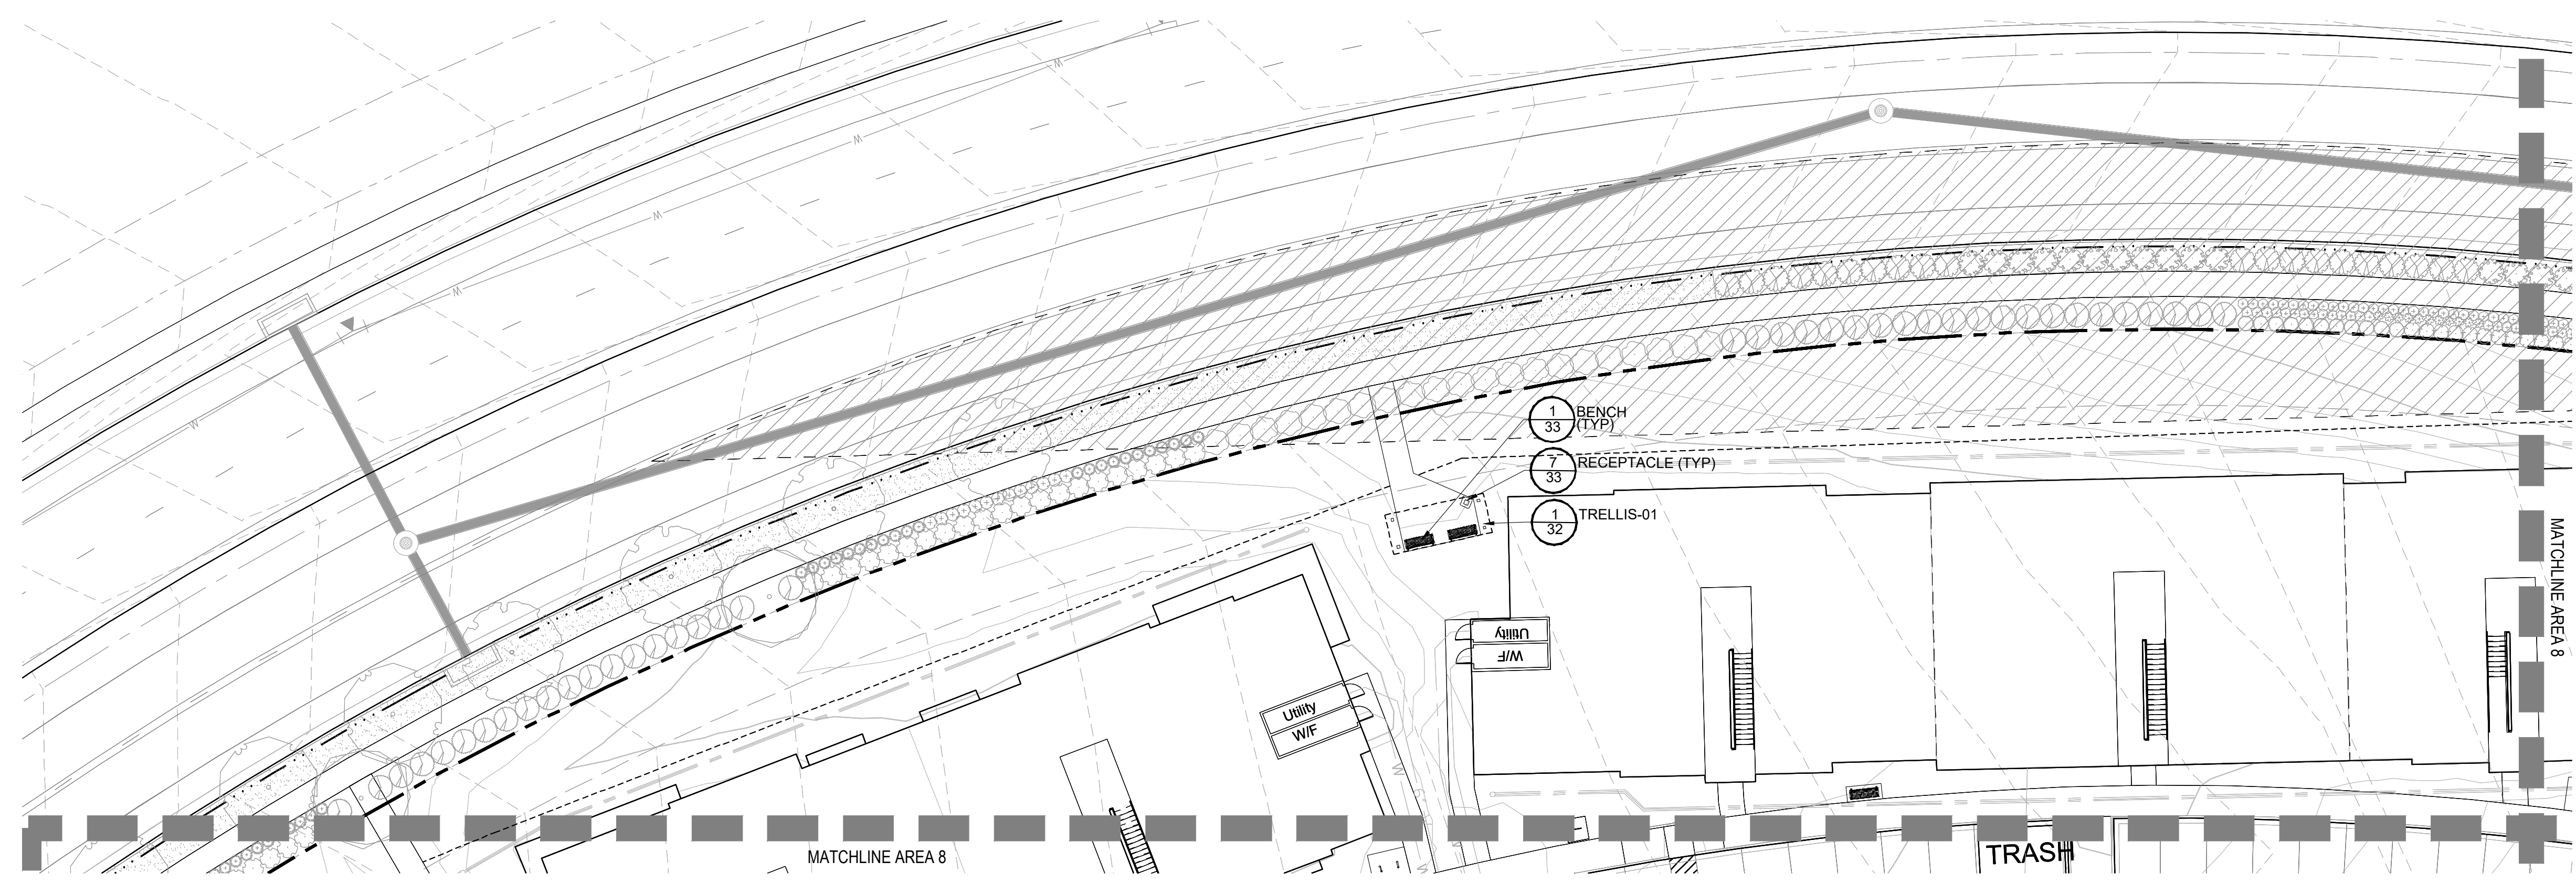 W
W
W
W
W
1
33
BENCH
(TYP)
7
33
RECEPTACLE (TYP)
1
32
TRELLIS-01
Utility
W/F
Utility
W/F
W
W
W
MATCHLINE AREA 8
MATCHLINE AREA 8
TRASH